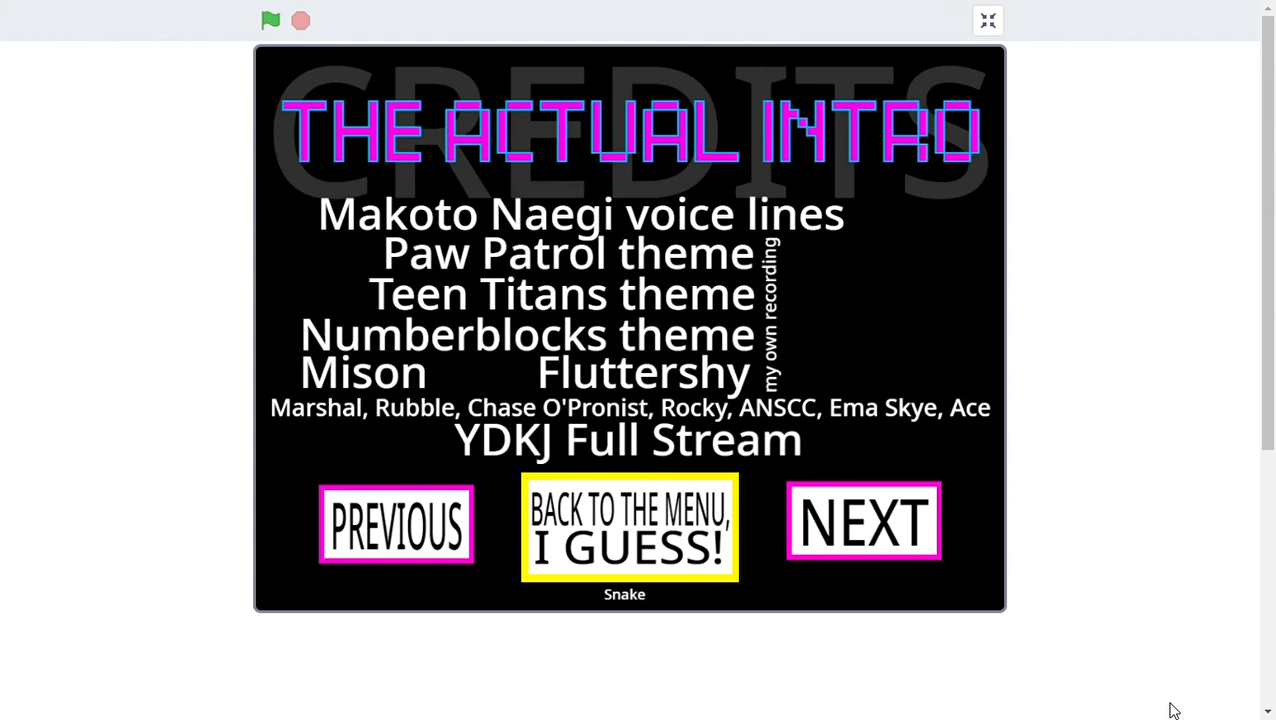 CREDITS
THE ACTUAL INTRO
Makoto Naegi voice lines
Paw Patrol theme
Teen Titans theme
Numberblocks theme
Mison Fluttershy
my own recording
Marshal, Rubble, Chase O'Pronist, Rocky, ANSCC, Ema Skye, Ace
YDKJ Full Stream
PREVIOUS
BACK TO THE MENU,
I GUESS!
NEXT
Snake